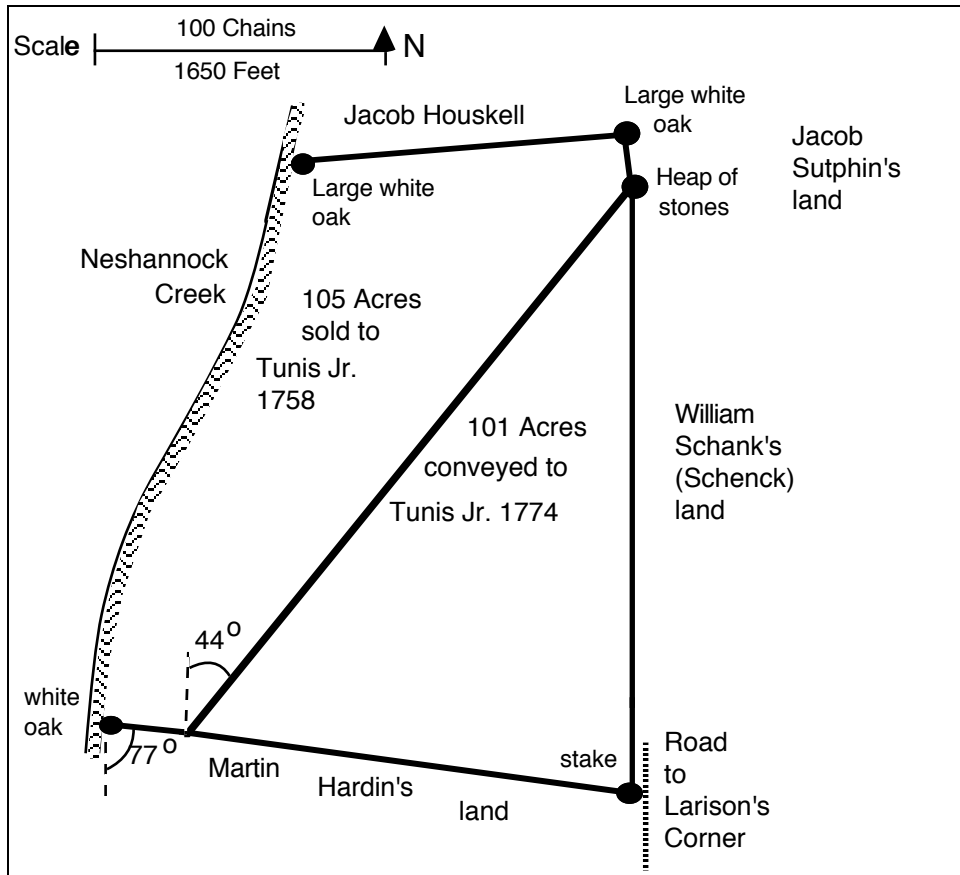 100 Chains
Scale
N
1650 Feet
Jacob Houskell
Large white
oak
Jacob
Sutphin's
land
Large white
oak
Heap of
stones
Neshannock
Creek
105 Acres
sold to
Tunis Jr.
1758
101 Acres
conveyed to
Tunis Jr. 1774
William
Schank's
(Schenck)
land
44°
white
oak
77°
Martin
Hardin's
land
stake
Road
to
Larison's
Corner